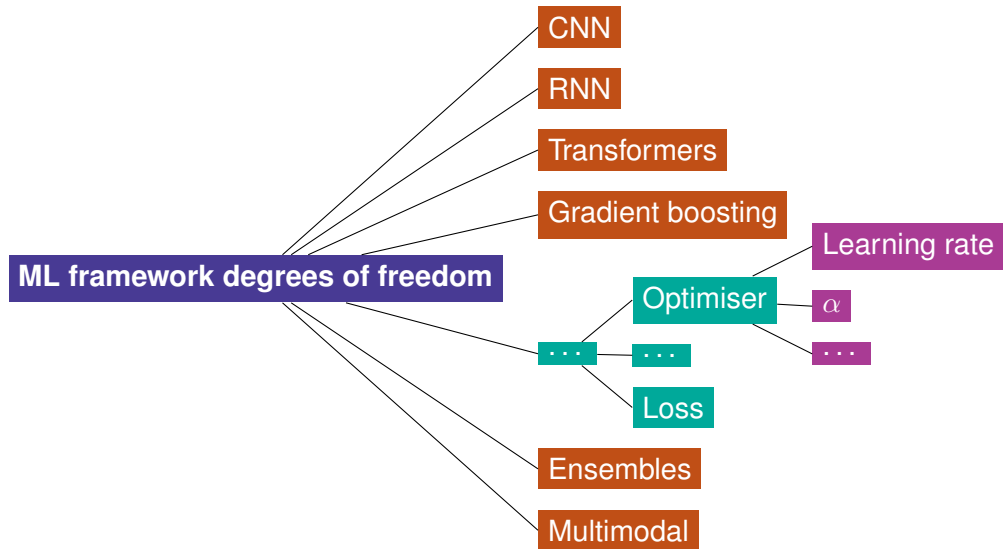 CNN
RNN
Transformers
Gradient boosting
ML framework degrees of freedom
Learning rate
Optimiser
α
...
...
...
Loss
Ensembles
Multimodal